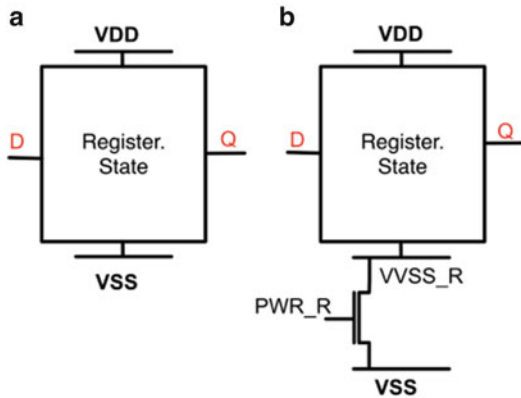 a
VDD
D
Register.
State
Q
VSS
b
VDD
D
Register.
State
Q
VVSS_R
PWR_R
VSS